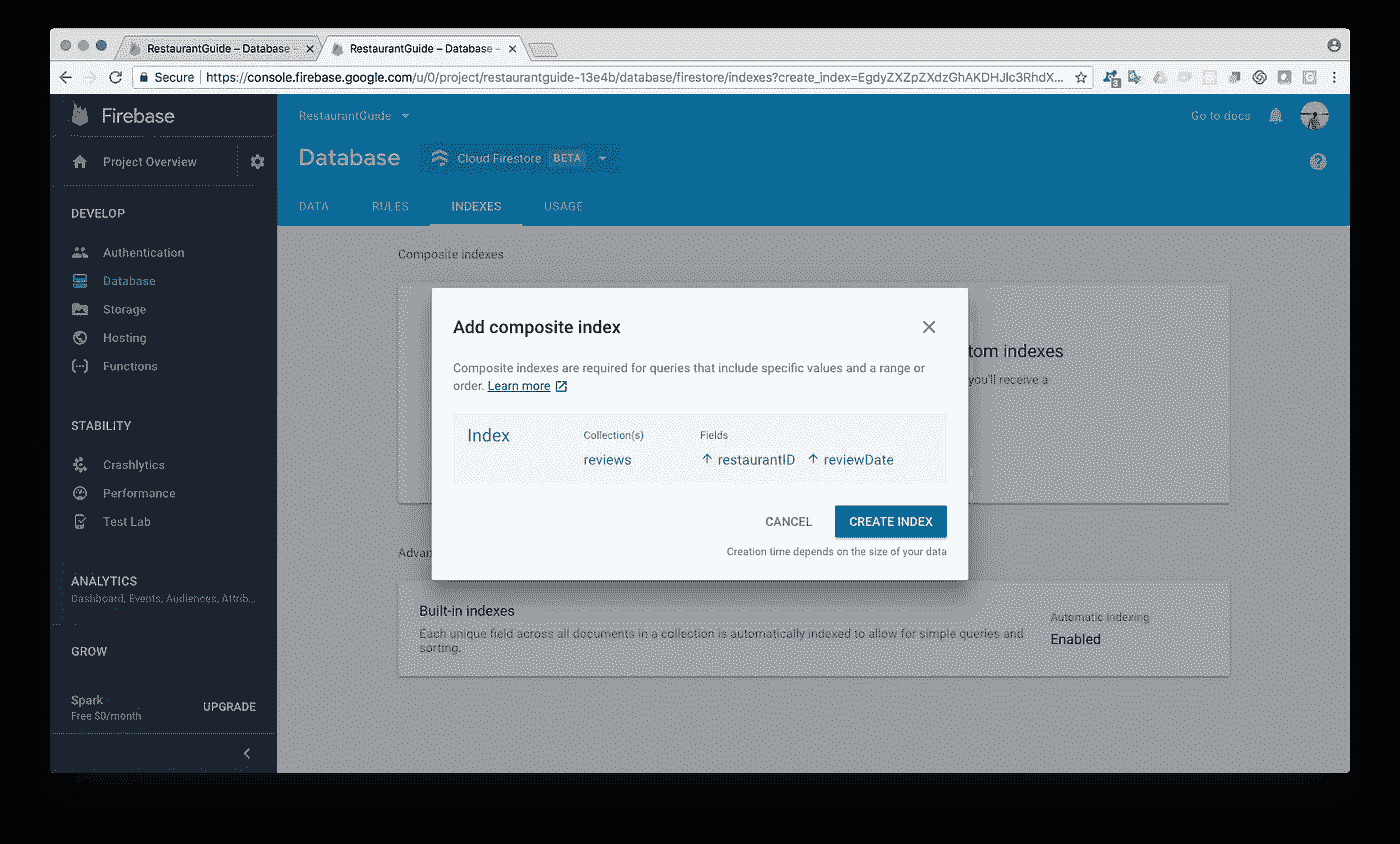 RestaurantGuide – Database –
RestaurantGuide – Database –
Secure
https://console.firebase.google.com/u/0/project/restaurantguide-13e4b/database/firestore/indexes?create_index=EgdyZXZpZXdzGhAKDHJlc3RhdX...
Firebase
RestaurantGuide
Go to docs
Project Overview
Database
Cloud Firestore BETA
DATA
RULES
INDEXES
USAGE
DEVELOP
Authentication
Database
Storage
Hosting
Functions
STABILITY
Crashlytics
Performance
Test Lab
ANALYTICS
Dashboard, Events, Audiences, Attrib...
GROW
Spark
Free $0/month
UPGRADE
Composite indexes
tom indexes
you'll receive a
Add composite index
Composite indexes are required for queries that include specific values and a range or
order. Learn more
Index
Collection(s)
Fields
reviews
↑ restaurantID ↑ reviewDate
CANCEL
CREATE INDEX
Creation time depends on the size of your data
Advan
Built-in indexes
Each unique field across all documents in a collection is automatically indexed to allow for simple queries and
sorting.
Automatic indexing
Enabled